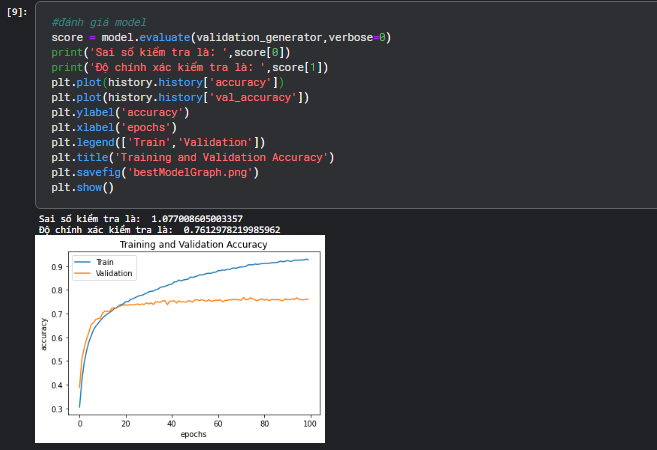 [9]:
#đánh giá model
score = model.evaluate(validation_generator,verbose=0)
print('Sai số kiểm tra là: ',score[0])
print('Độ chính xác kiểm tra là: ',score[1])
plt.plot(history.history['accuracy'])
plt.plot(history.history['val_accuracy'])
plt.ylabel('accuracy')
plt.xlabel('epochs')
plt.legend(['Train','Validation'])
plt.title('Training and Validation Accuracy')
plt.savefig('bestModelGraph.png')
plt.show()
Sai số kiểm tra là:  1.077008605003357
Độ chính xác kiểm tra là:  0.7612978219985962
Training and Validation Accuracy
Train
Validation
0.9
0.8
0.7
0.6
0.5
0.4
0.3
accuracy
0 20 40 60 80 100
epochs